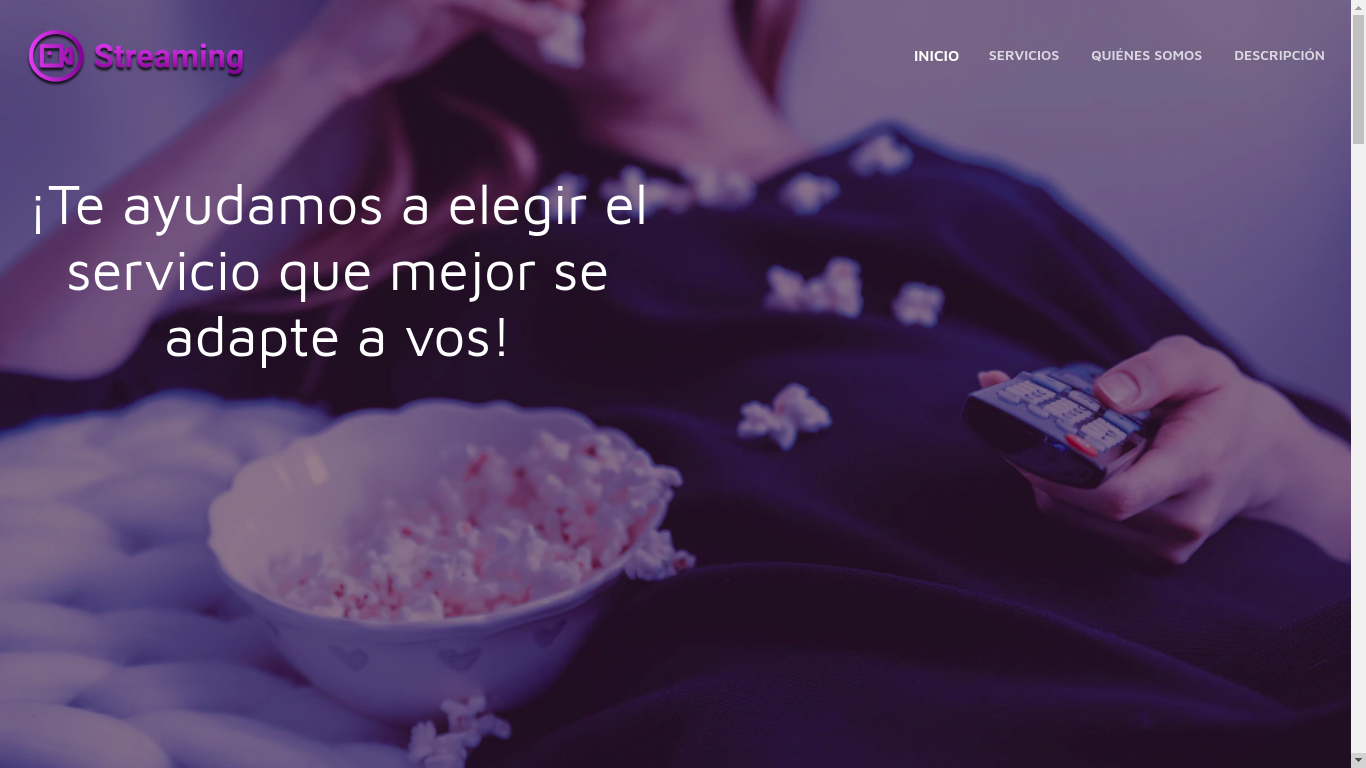 Streaming
INICIO
SERVICIOS
QUIÉNES SOMOS
DESCRIPCIÓN
¡Te ayudamos a elegir el
servicio que mejor se
adapte a vos!